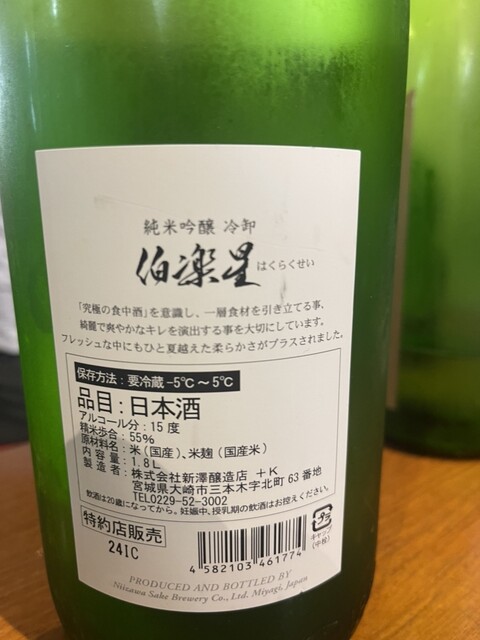 純米吟醸 冷卸
伯楽星 はくらくせい
「究極の食中酒」を意識し、一層食材を引き立てる事、
綺麗で爽やかなキレを演出する事を大切にしています。
フレッシュな中にもひと夏越えた柔らかさがプラスされました。
保存方法：要冷蔵 -5℃～5℃
品目：日本酒
アルコール分：15度
精米歩合：55%
原材料名：米（国産）、米麹（国産米）
内容量：1.8L
製造者：株式会社新澤醸造店 +K
宮城県大崎市三本木字北町63番地
TEL0229-52-3002
飲酒は20歳になってから。妊娠中、授乳期の飲酒はお控えください。
特約店販売
241C
4 582103 461774
プラ
キャップ
(中栓)
PRODUCED AND BOTTLED BY
Niizawa Sake Brewery Co., Ltd. Miyagi, Japan